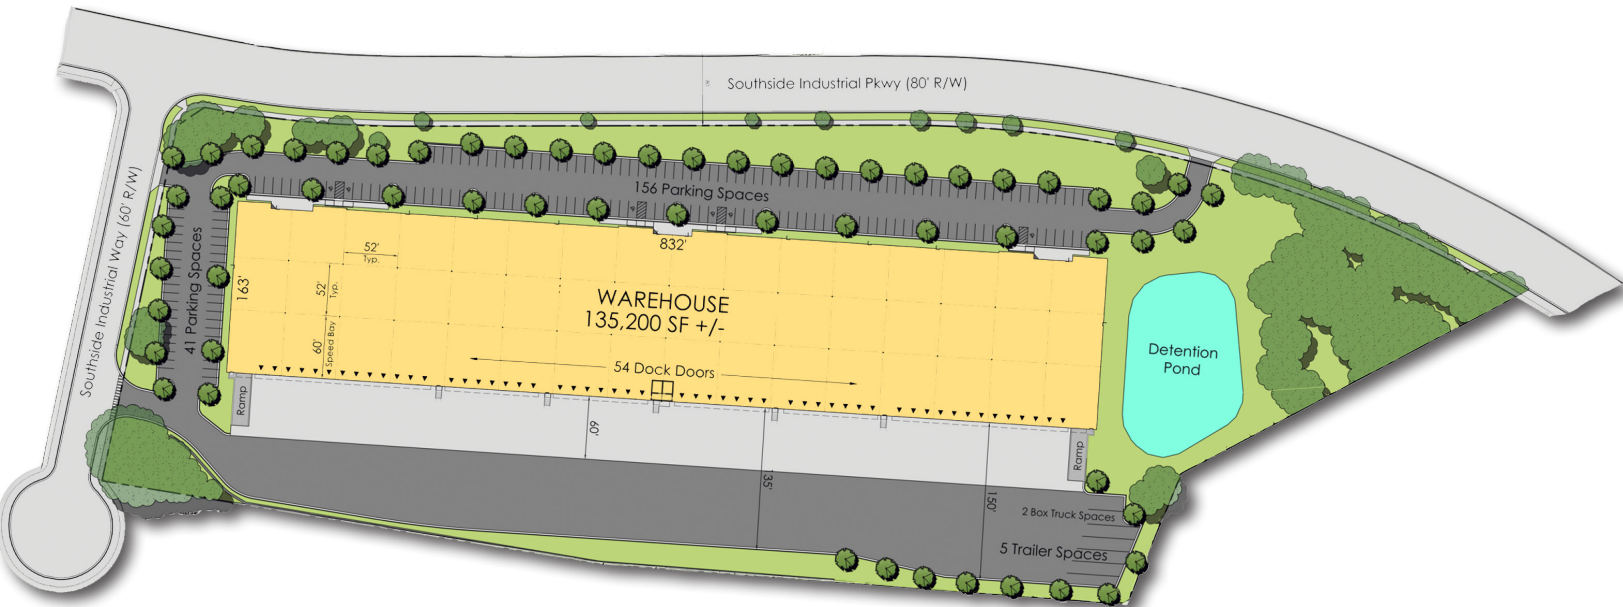 Southside Industrial Pkwy (80' R/W)
Southside Industrial Way (60' R/W)
156 Parking Spaces
41 Parking Spaces
832'
52'
Typ.
163'
52'
Typ.
60'
Speed Bay
WAREHOUSE
135,200 SF +/-
54 Dock Doors
Detention
Pond
Ramp
Ramp
60'
135'
150'
2 Box Truck Spaces
5 Trailer Spaces